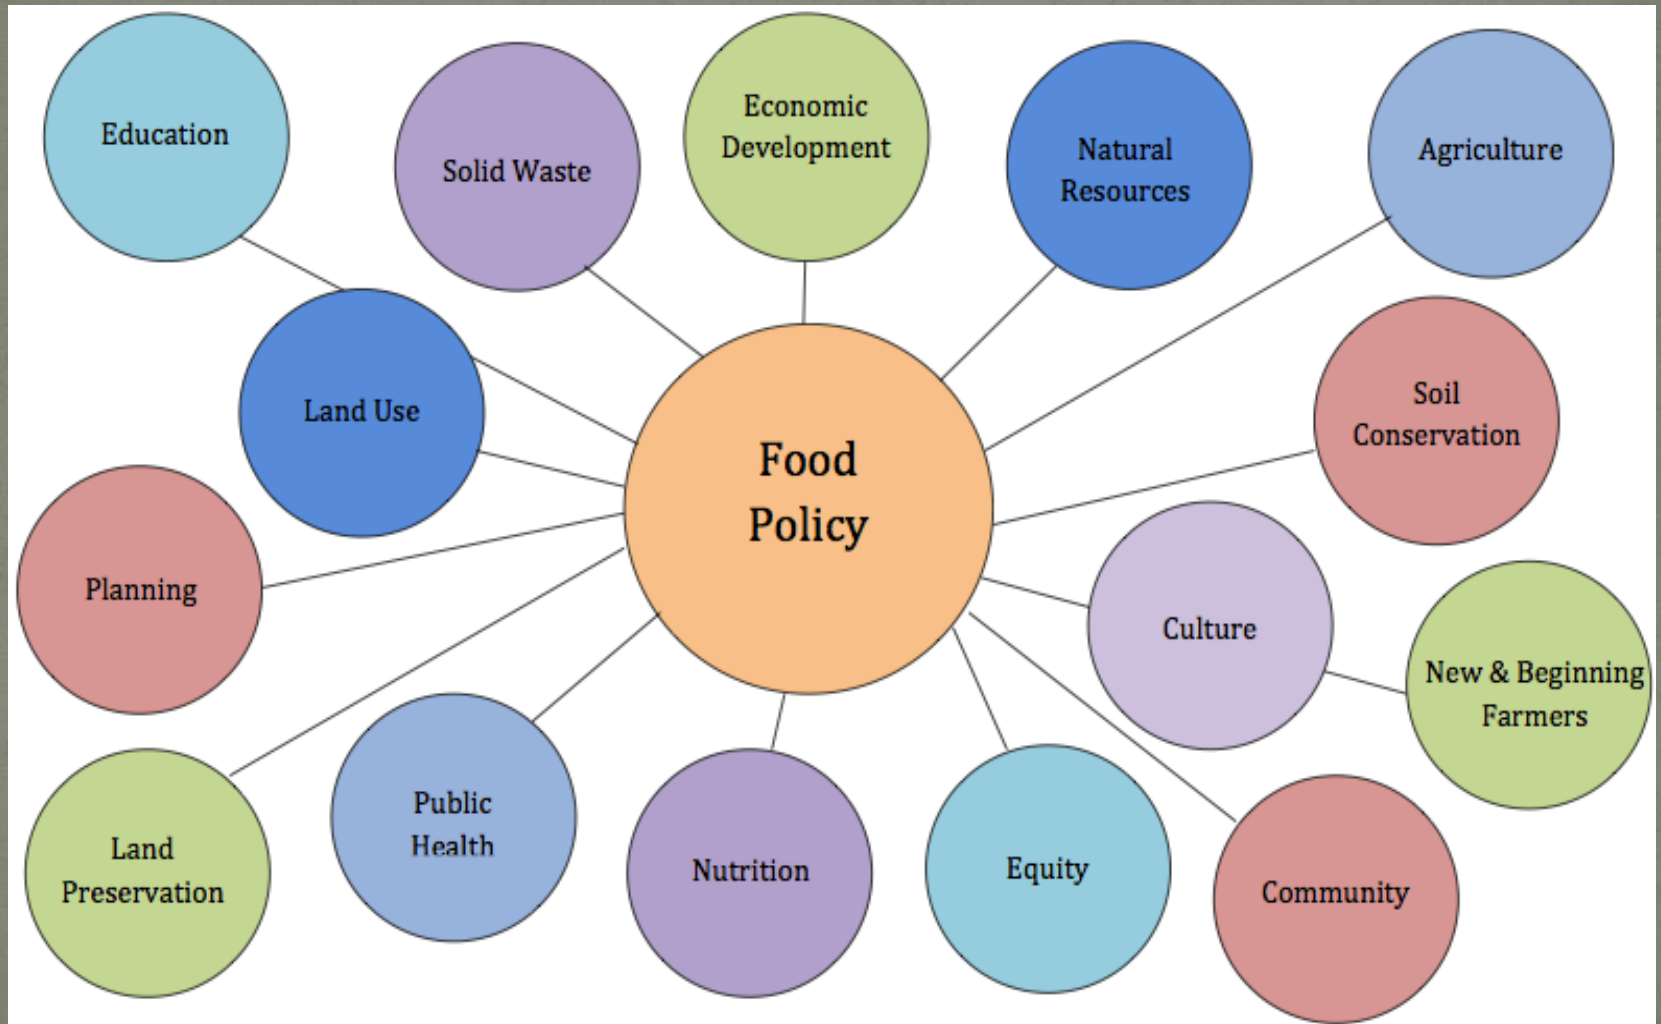 Education
Solid Waste
Economic
Development
Natural
Resources
Agriculture
Land Use
Soil
Conservation
Food
Policy
Planning
Culture
New & Beginning
Farmers
Land
Preservation
Public
Health
Nutrition
Equity
Community